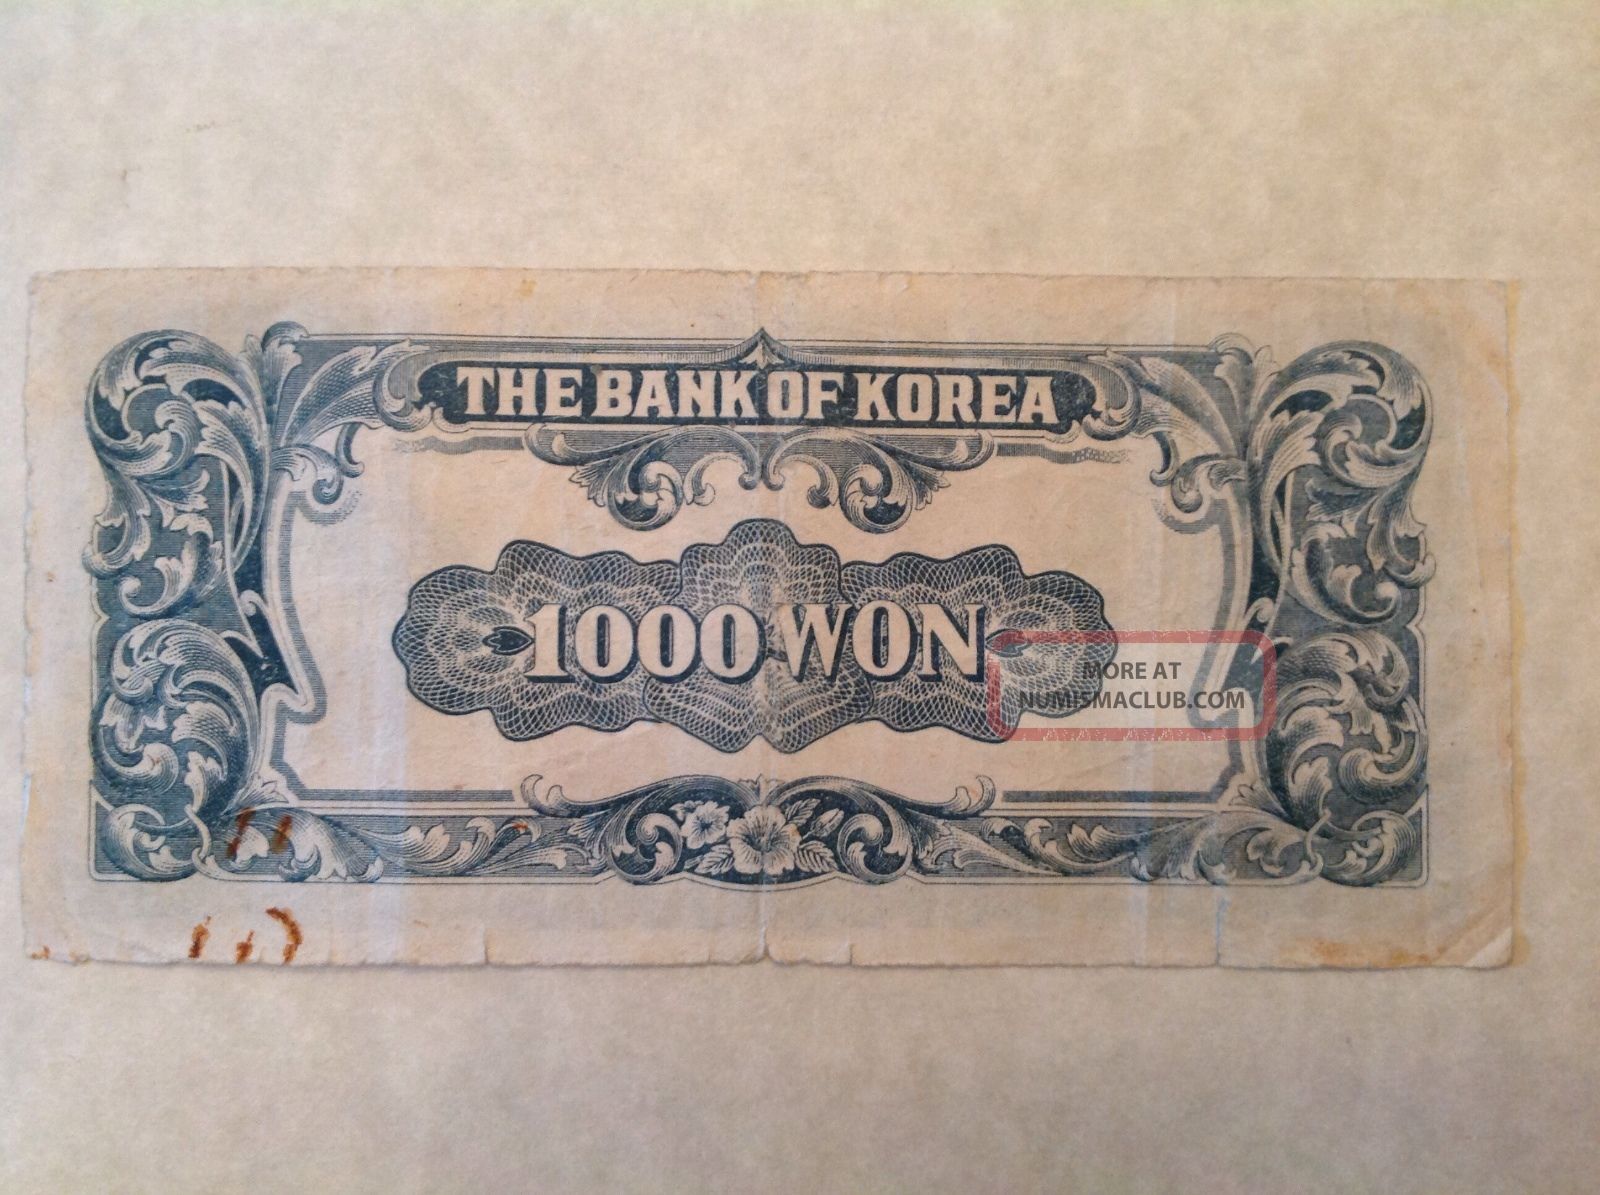 THE BANK OF KOREA
1000 WON
MORE AT
NUMISMACLUB.COM